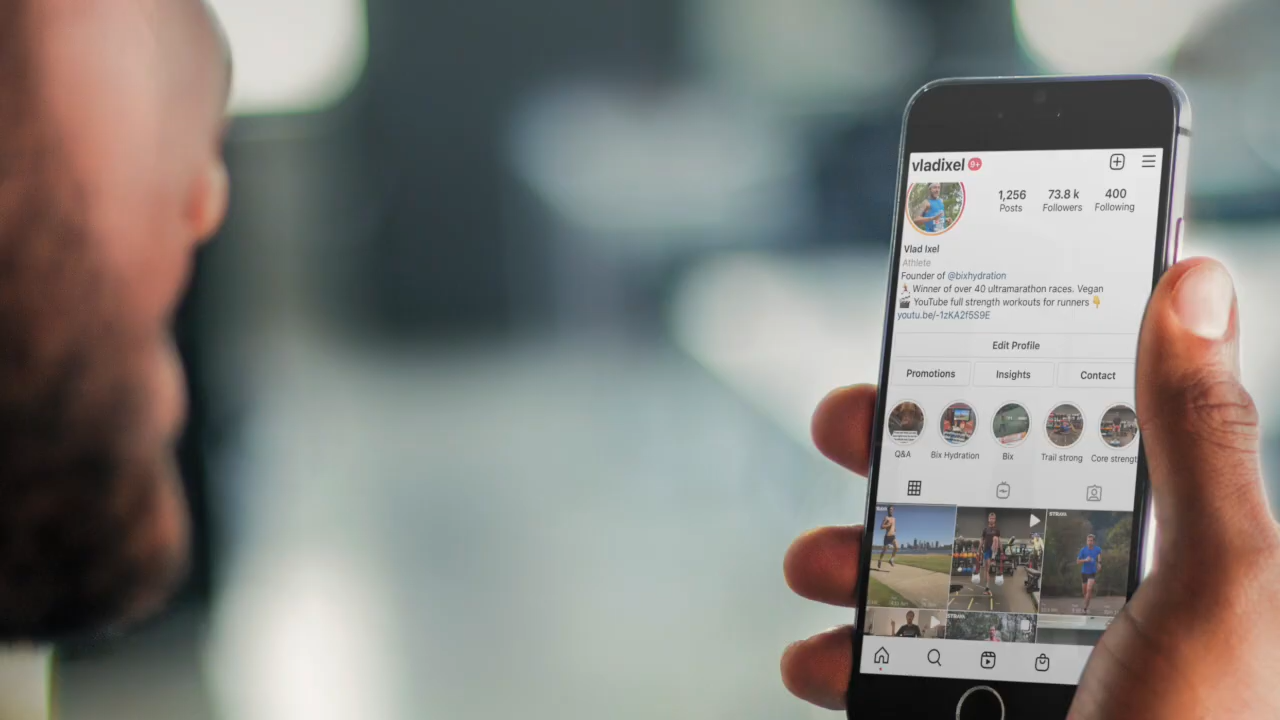 vladixel 9+
1,256 73.8 k 400
Posts Followers Following
Vlad Ixel
Athlete
Founder of @bixhydration
Winner of over 40 ultramarathon races. Vegan
YouTube full strength workouts for runners
youtu.be/-1zKA2f5S9E
Edit Profile
Promotions Insights Contact
Q&A Bix Hydration Bix Trail strong Core strengt
STRAVA